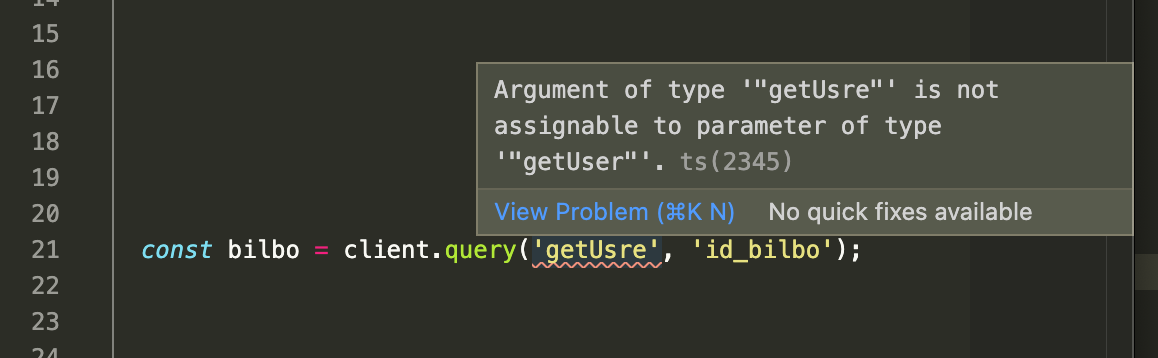 14
15
16
Argument of type '"getUsre"' is not
17
assignable to parameter of type
18
'"getUser"'. ts(2345)
19
20
View Problem (⌘K N) No quick fixes available
21 const bilbo = client.query('getUsre', 'id_bilbo');
22
23
24